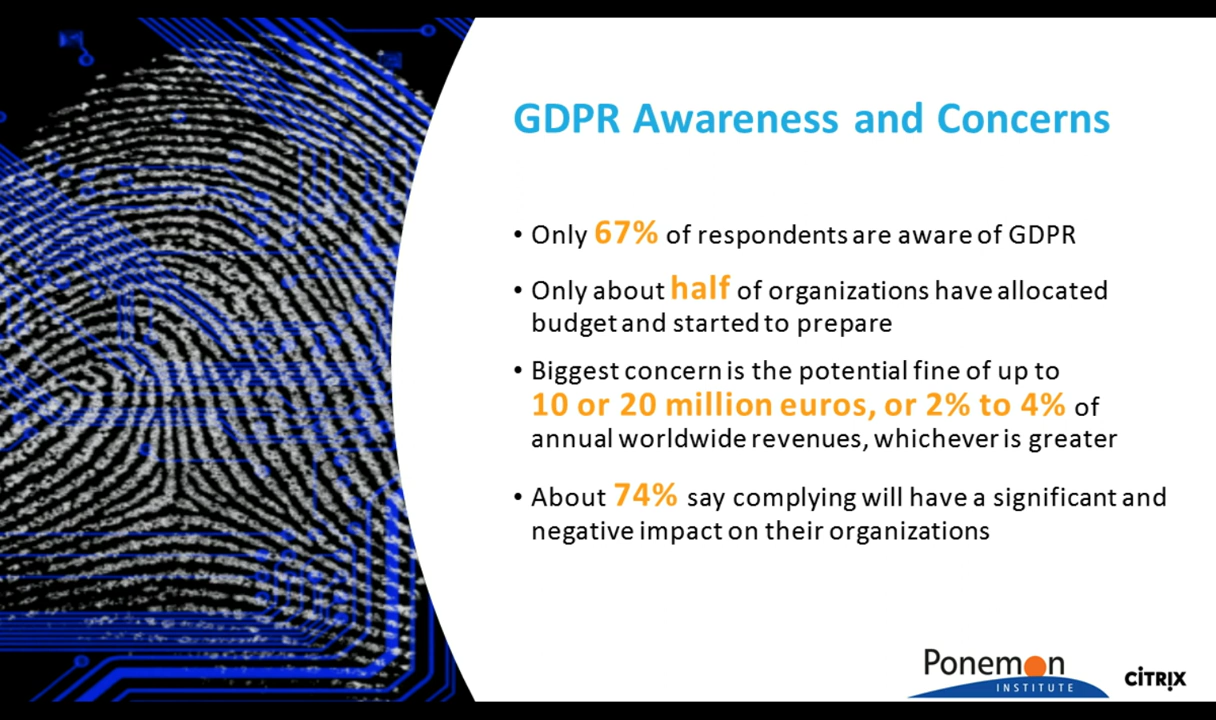 GDPR Awareness and Concerns
• Only 67% of respondents are aware of GDPR
• Only about half of organizations have allocated
budget and started to prepare
• Biggest concern is the potential fine of up to
10 or 20 million euros, or 2% to 4% of
annual worldwide revenues, whichever is greater
• About 74% say complying will have a significant and
negative impact on their organizations
Ponemon
INSTITUTE
CITRIX